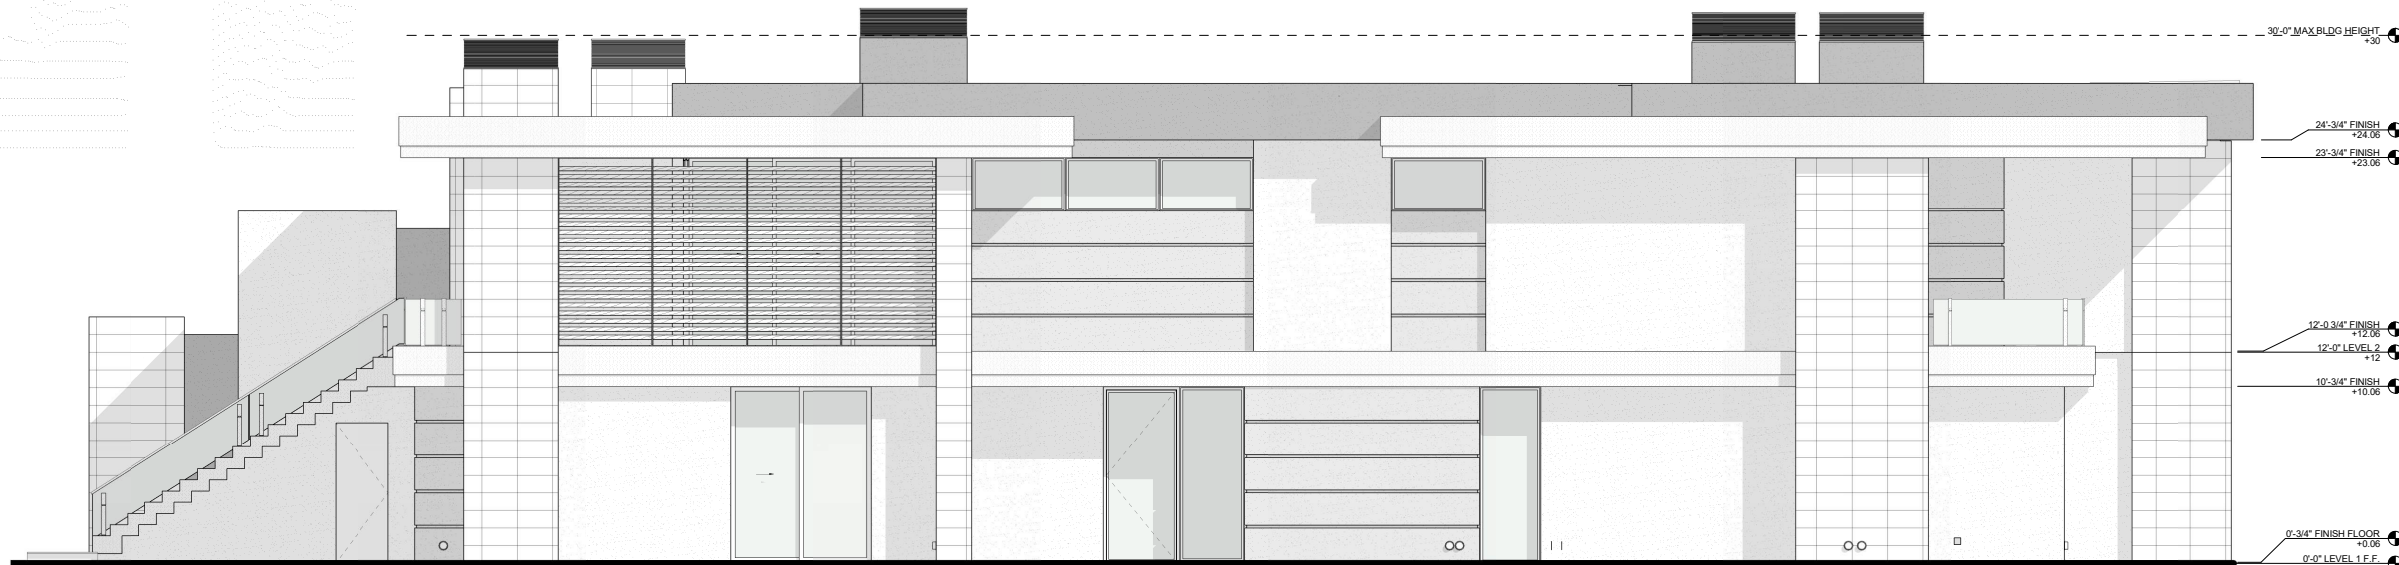 30'-0" MAX BLDG HEIGHT
+30
24'-3/4" FINISH
+24.06
23'-3/4" FINISH
+23.06
12'-0 3/4" FINISH
+12.06
12'-0" LEVEL 2
+12
10'-3/4" FINISH
+10.06
0'-3/4" FINISH FLOOR
+0.06
0'-0" LEVEL 1 F.F.